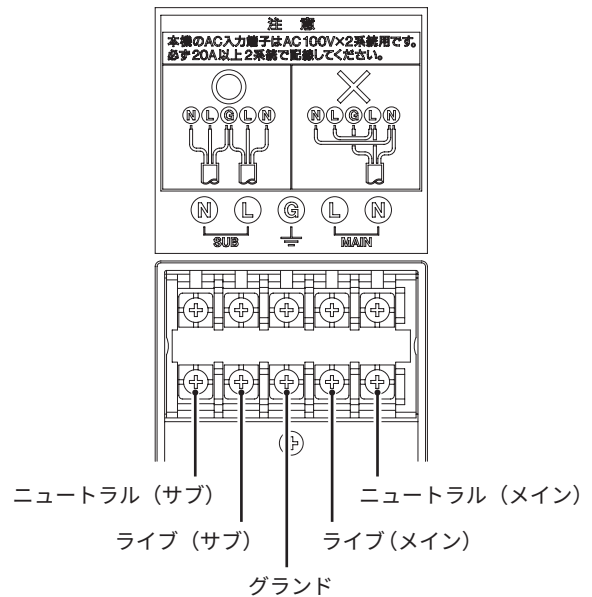 注 意
本機のAC入力端子はAC100V×2系統用です。
必ず20A以上2系統で配線してください。
N L G L N
N L G L N
N L G L N
SUB MAIN
ニュートラル（サブ） ニュートラル（メイン）
ライブ（サブ） ライブ（メイン）
グランド